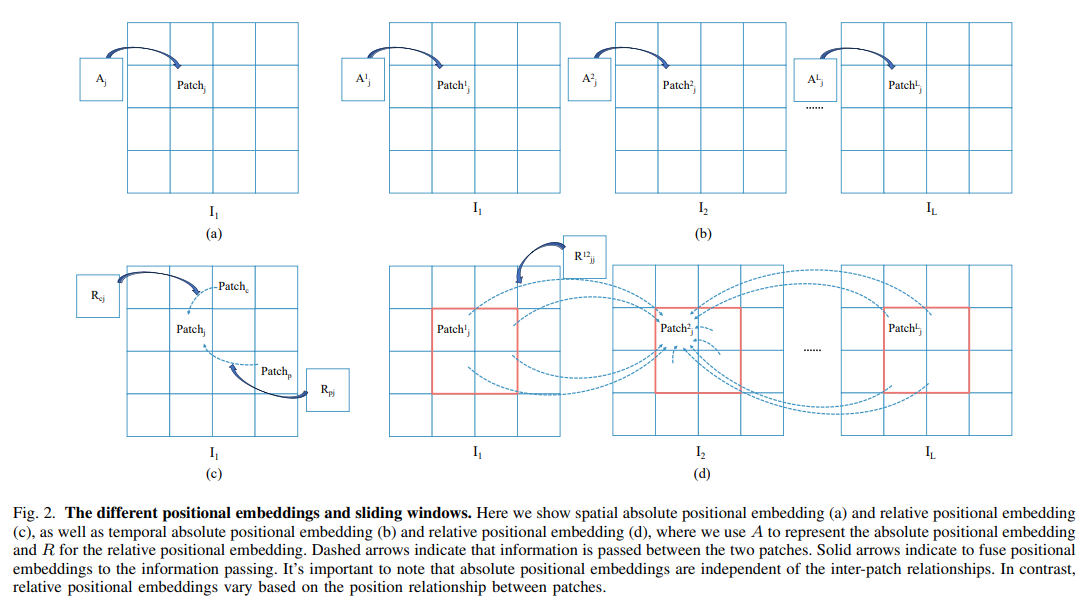 A_j
Patch_j
I_1
(a)
A^1_j
Patch^1_j
A^2_j
Patch^2_j
A^L_j
......
Patch^L_j
I_1
I_2
I_L
(b)
R_cj
Patch_c
Patch_j
Patch_p
R_pj
I_1
(c)
R^12_jj
Patch^1_j
Patch^2_j
......
Patch^L_j
I_1
I_2
I_L
(d)
Fig. 2. The different positional embeddings and sliding windows. Here we show spatial absolute positional embedding (a) and relative positional embedding
(c), as well as temporal absolute positional embedding (b) and relative positional embedding (d), where we use A to represent the absolute positional embedding
and R for the relative positional embedding. Dashed arrows indicate that information is passed between the two patches. Solid arrows indicate to fuse positional
embeddings to the information passing. It's important to note that absolute positional embeddings are independent of the inter-patch relationships. In contrast,
relative positional embeddings vary based on the position relationship between patches.